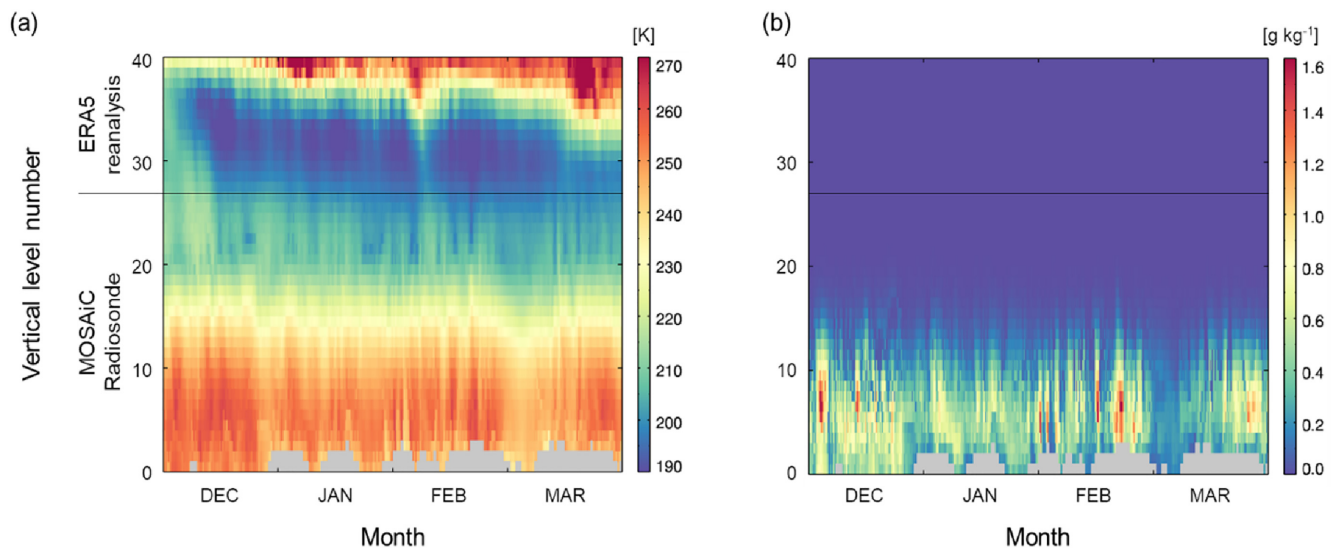 (a)
[K]
Vertical level number
ERA5
reanalysis
MOSAiC
Radiosonde
40
30
20
10
0
DEC
JAN
FEB
MAR
Month
270
260
250
240
230
220
210
200
190
(b)
[g kg⁻¹]
40
30
20
10
0
DEC
JAN
FEB
MAR
Month
1.6
1.4
1.2
1.0
0.8
0.6
0.4
0.2
0.0